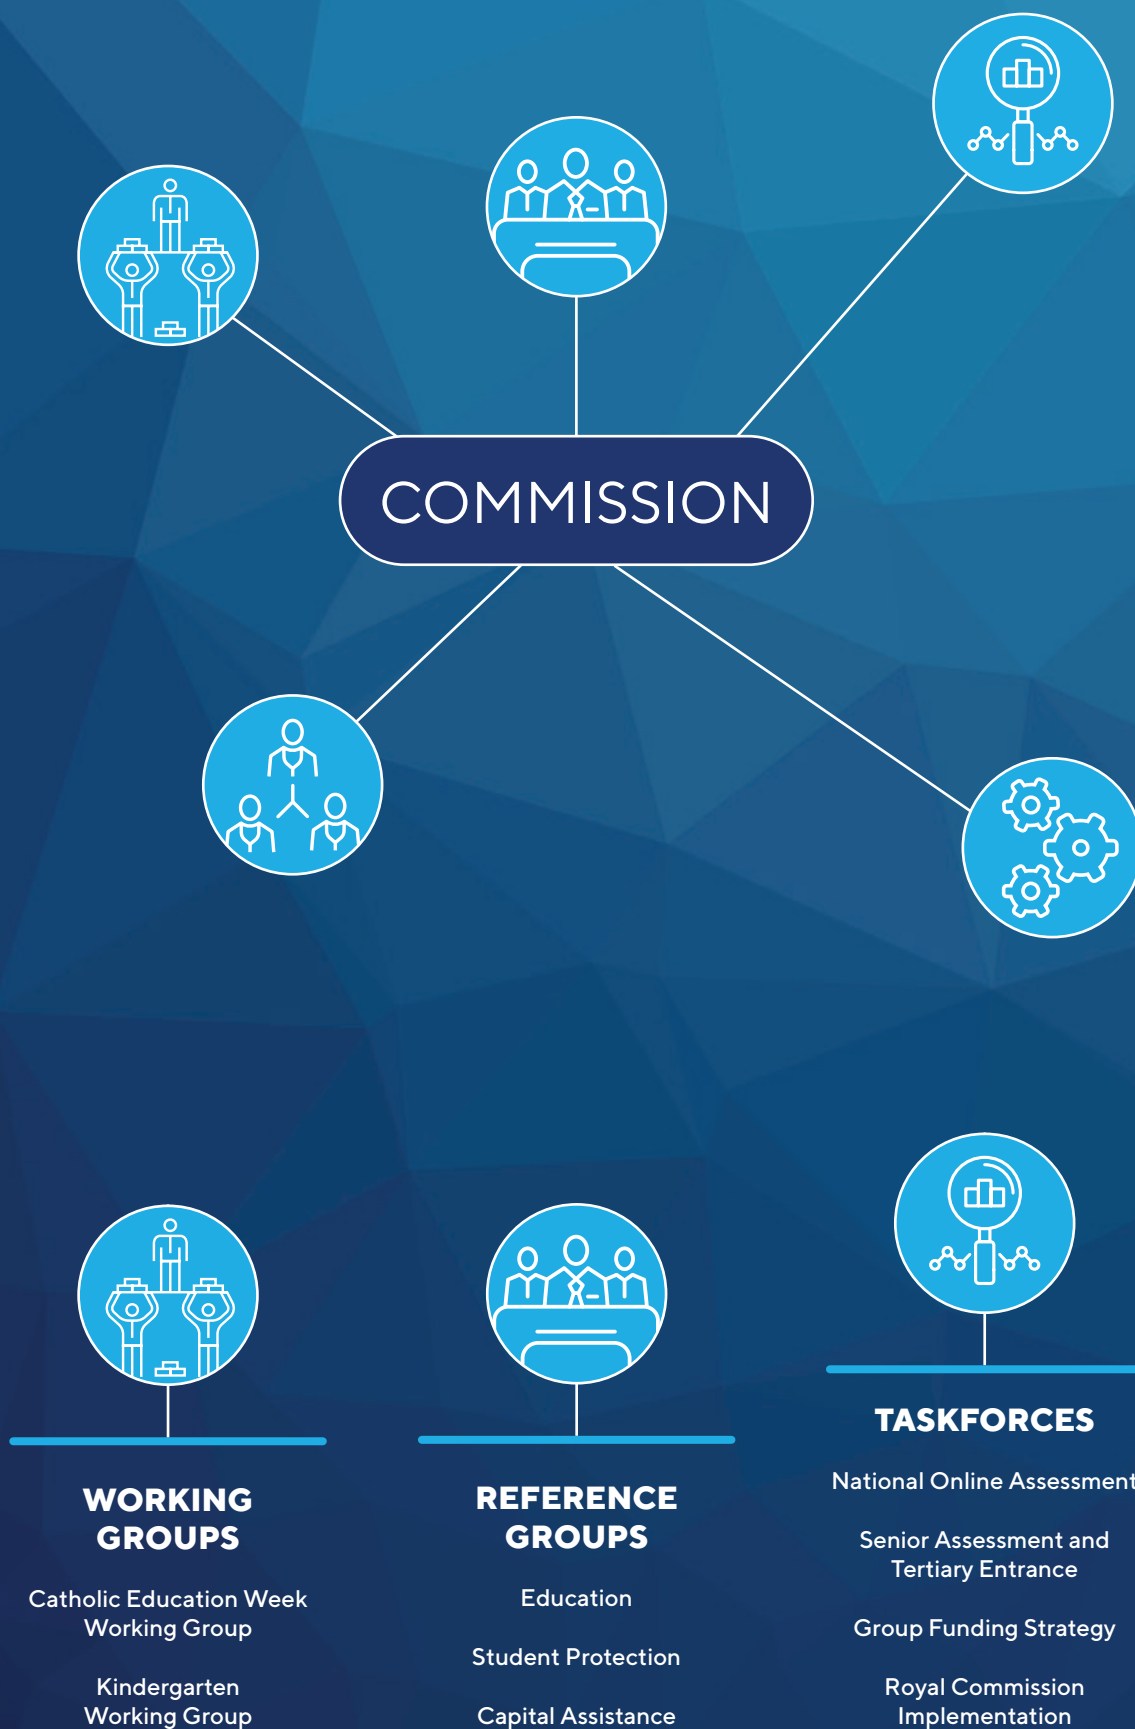 COMMISSION
WORKING
GROUPS
Catholic Education Week
Working Group
Kindergarten
Working Group
REFERENCE
GROUPS
Education
Student Protection
Capital Assistance
TASKFORCES
National Online Assessment
Senior Assessment and
Tertiary Entrance
Group Funding Strategy
Royal Commission
Implementation